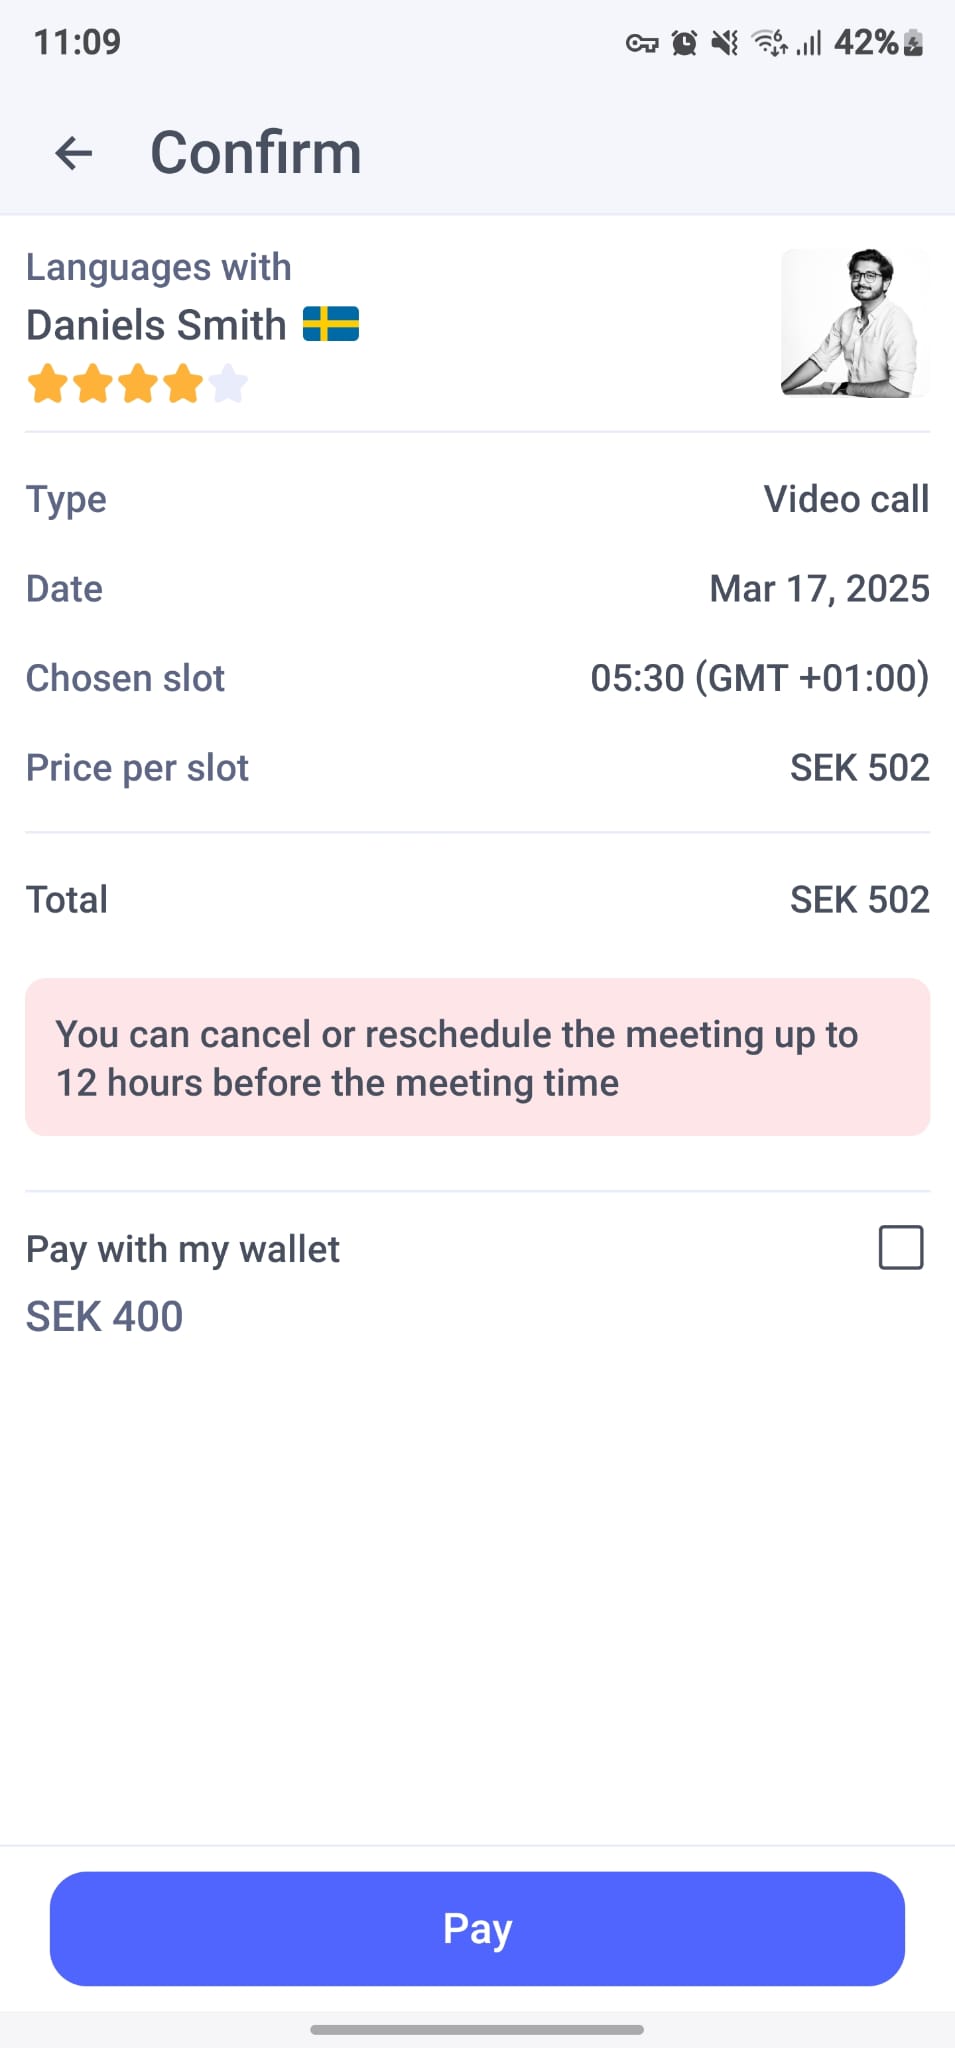 11:09
6
42%
Confirm
Languages with
Daniels Smith
Type
Video call
Date
Mar 17, 2025
Chosen slot
05:30 (GMT +01:00)
Price per slot
SEK 502
Total
SEK 502
You can cancel or reschedule the meeting up to
12 hours before the meeting time
Pay with my wallet
SEK 400
Pay